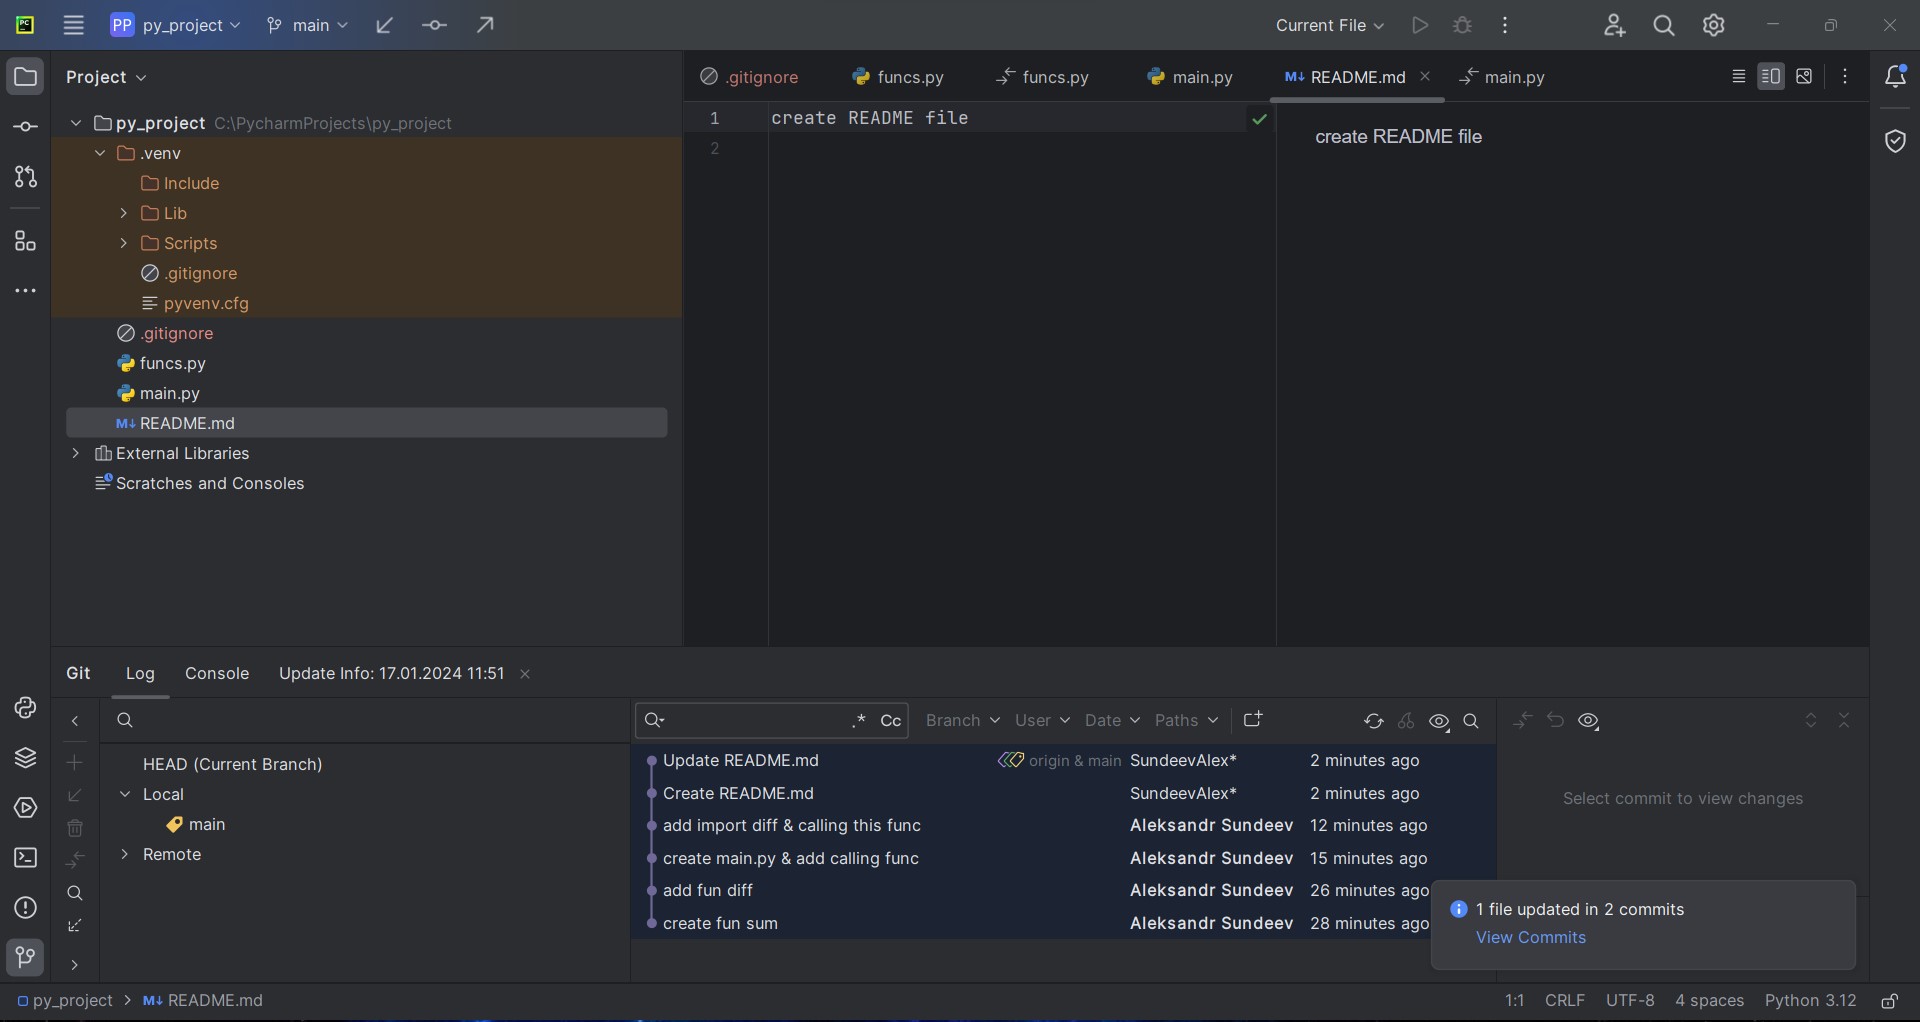 PC
PP py_project main Current File
Project
.gitignore funcs.py funcs.py main.py M↓ README.md main.py
py_project C:\PycharmProjects\py_project
.venv
Include
Lib
Scripts
.gitignore
pyvenv.cfg
.gitignore
funcs.py
main.py
M↓ README.md
External Libraries
Scratches and Consoles
1 create README file
2
create README file
Git Log Console Update Info: 17.01.2024 11:51
HEAD (Current Branch)
Local
main
Remote
.* Cc Branch User Date Paths
Update README.md origin & main SundeevAlex* 2 minutes ago
Create README.md SundeevAlex* 2 minutes ago
add import diff & calling this func Aleksandr Sundeev 12 minutes ago
create main.py & add calling func Aleksandr Sundeev 15 minutes ago
add fun diff Aleksandr Sundeev 26 minutes ago
create fun sum Aleksandr Sundeev 28 minutes ago
Select commit to view changes
1 file updated in 2 commits
View Commits
py_project > M↓ README.md 1:1 CRLF UTF-8 4 spaces Python 3.12